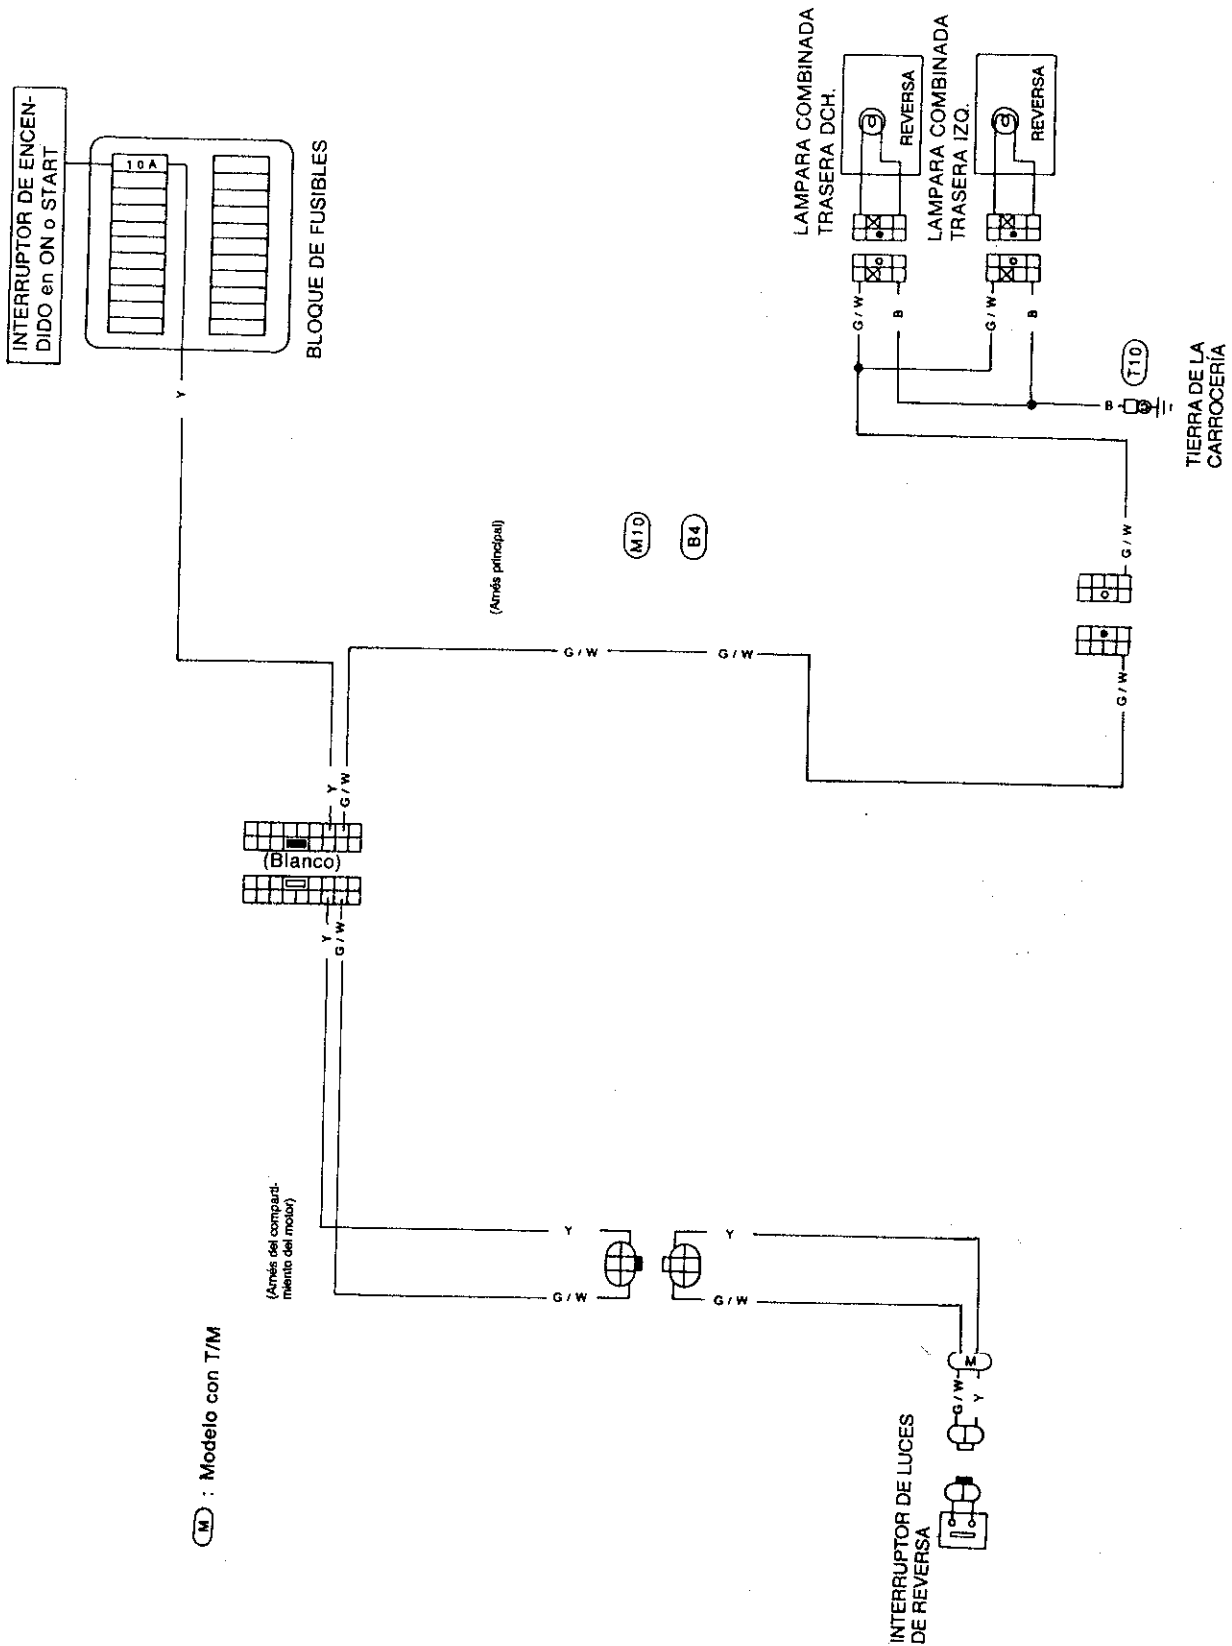 INTERRUPTOR DE ENCEN-
DIDO en ON o START
10A
BLOQUE DE FUSIBLES
Y
LAMPARA COMBINADA
TRASERA DCH.
REVERSA
LAMPARA COMBINADA
TRASERA IZQ.
REVERSA
G/W
B
G/W
B
B
T10
TIERRA DE LA
CARROCERÍA
(Arnés principal)
M10
B4
G/W
G/W
G/W
G/W
Y
G/W
(Blanco)
Y
G/W
(Arnés del comparti-
miento del motor)
Y
Y
G/W
G/W
M : Modelo con T/M
M
G/W
Y
INTERRUPTOR DE LUCES
DE REVERSA